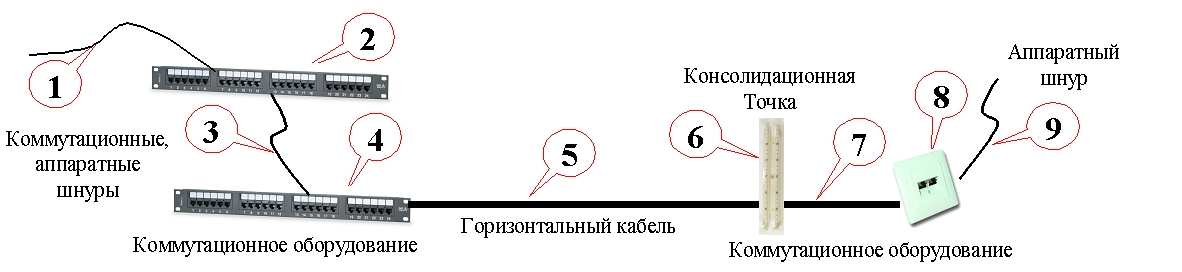 1
Коммутационные,
аппаратные
шнуры
2
3
4
Коммутационное оборудование
5
Горизонтальный кабель
Консолидационная
Точка
6
7
Коммутационное оборудование
8
Аппаратный
шнур
9